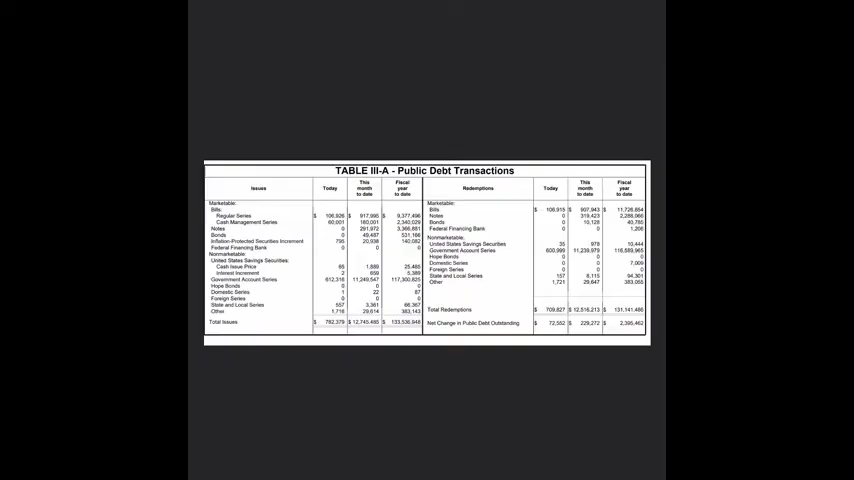 TABLE III-A - Public Debt Transactions
Issues Today This month to date Fiscal year to date
Marketable:
Bills:
Regular Series $ 106,926 $ 917,995 $ 9,377,496
Cash Management Series 60,001 160,001 2,340,029
Notes 0 291,972 3,366,881
Bonds 0 49,487 531,166
Inflation-Protected Securities Increment 795 20,938 140,082
Federal Financing Bank 0 0 0
Nonmarketable:
United States Savings Securities:
Cash Issue Price 65 1,889 25,465
Interest Increment 2 659 5,389
Government Account Series 612,316 11,249,547 117,300,825
Hope Bonds 0 0 0
Domestic Series 1 22 87
Foreign Series 0 0 0
State and Local Series 557 3,361 66,367
Other 1,716 29,614 383,143
Total Issues $ 782,379 $ 12,745,485 $ 133,536,948
Redemptions Today This month to date Fiscal year to date
Marketable:
Bills $ 106,915 $ 907,943 $ 11,726,654
Notes 0 319,423 2,288,066
Bonds 0 10,128 40,785
Federal Financing Bank 0 0 1,206
Nonmarketable:
United States Savings Securities 35 978 10,444
Government Account Series 600,999 11,239,979 116,589,965
Hope Bonds 0 0 0
Domestic Series 0 0 7,009
Foreign Series 0 0 0
State and Local Series 157 8,115 94,301
Other 1,721 29,647 383,055
Total Redemptions $ 709,827 $ 12,516,213 $ 131,141,486
Net Change in Public Debt Outstanding $ 72,552 $ 229,272 $ 2,395,462